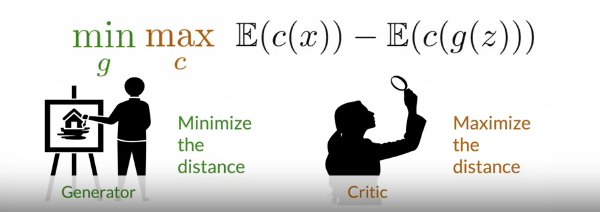 min max 𝔼(c(x)) − 𝔼(c(g(z)))
g c
Minimize
the
distance
Generator
Maximize
the
distance
Critic